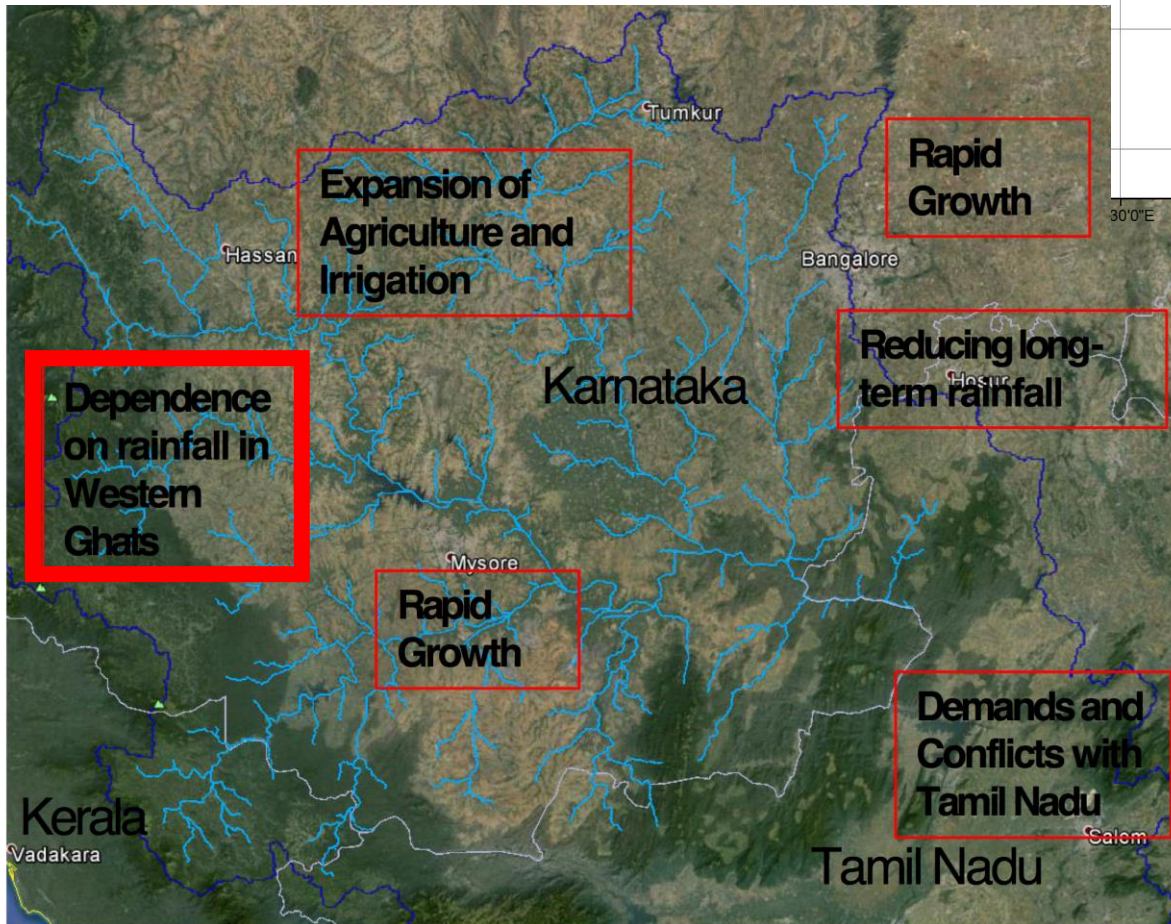 Tumkur
Rapid
Growth
30'0"E
Expansion of
Agriculture and
Irrigation
Hassan
Bangalore
Reducing long-
term rainfall
Hosur
Karnataka
Dependence
on rainfall in
Western
Ghats
Mysore
Rapid
Growth
Demands and
Conflicts with
Tamil Nadu
Salem
Kerala
Vadakara
Tamil Nadu